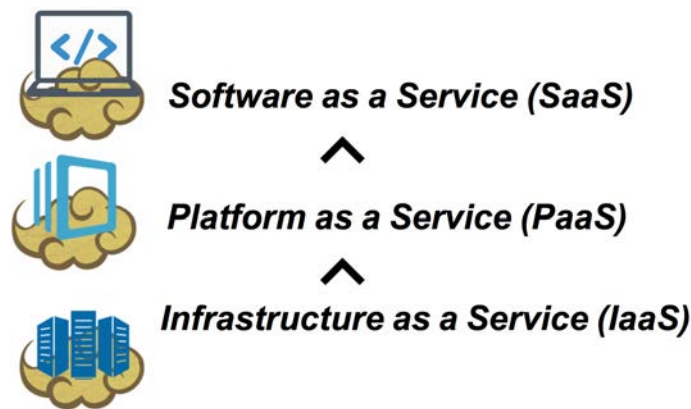 </>
Software as a Service (SaaS)
Platform as a Service (PaaS)
Infrastructure as a Service (IaaS)